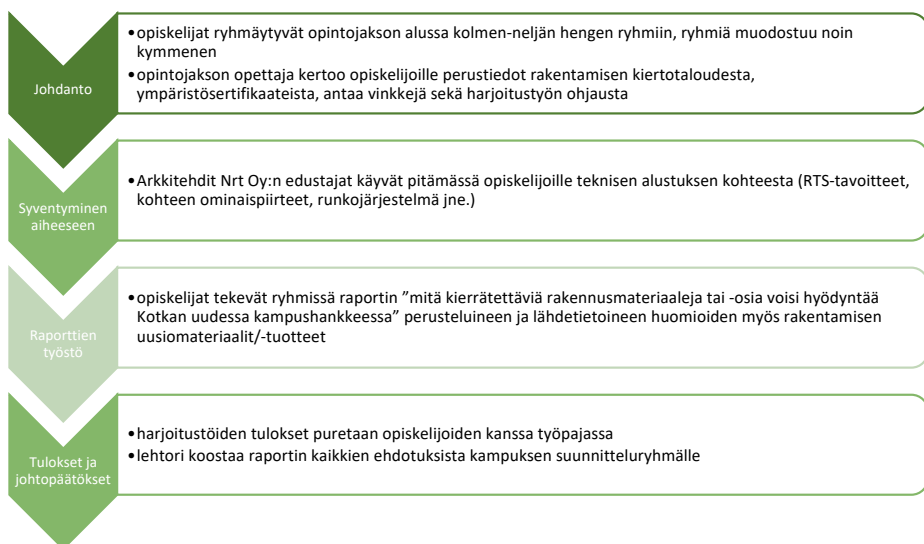 Johdanto
•opiskelijat ryhmäytyvät opintojakson alussa kolmen-neljän hengen ryhmiin, ryhmiä muodostuu noin
kymmenen
•opintojakson opettaja kertoo opiskelijoille perustiedot rakentamisen kiertotaloudesta,
ympäristösertifikaateista, antaa vinkkejä sekä harjoitustyön ohjausta
Syventyminen
aiheeseen
•Arkkitehdit Nrt Oy:n edustajat käyvät pitämässä opiskelijoille teknisen alustuksen kohteesta (RTS-tavoitteet,
kohteen ominaispiirteet, runkojärjestelmä jne.)
Raporttien
työstö
•opiskelijat tekevät ryhmissä raportin ”mitä kierrätettäviä rakennusmateriaaleja tai -osia voisi hyödyntää
Kotkan uudessa kampushankkeessa” perusteluineen ja lähdetietoineen huomioiden myös rakentamisen
uusiomateriaalit/-tuotteet
Tulokset ja
johtopäätökset
•harjoitustöiden tulokset puretaan opiskelijoiden kanssa työpajassa
•lehtori koostaa raportin kaikkien ehdotuksista kampuksen suunnitteluryhmälle